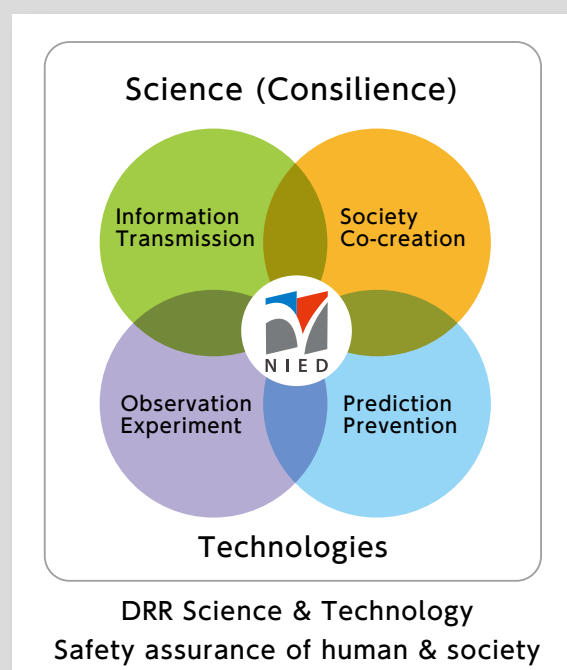 Science (Consilience)
Information
Transmission
Society
Co-creation
NIED
Observation
Experiment
Prediction
Prevention
Technologies
DRR Science & Technology
Safety assurance of human & society